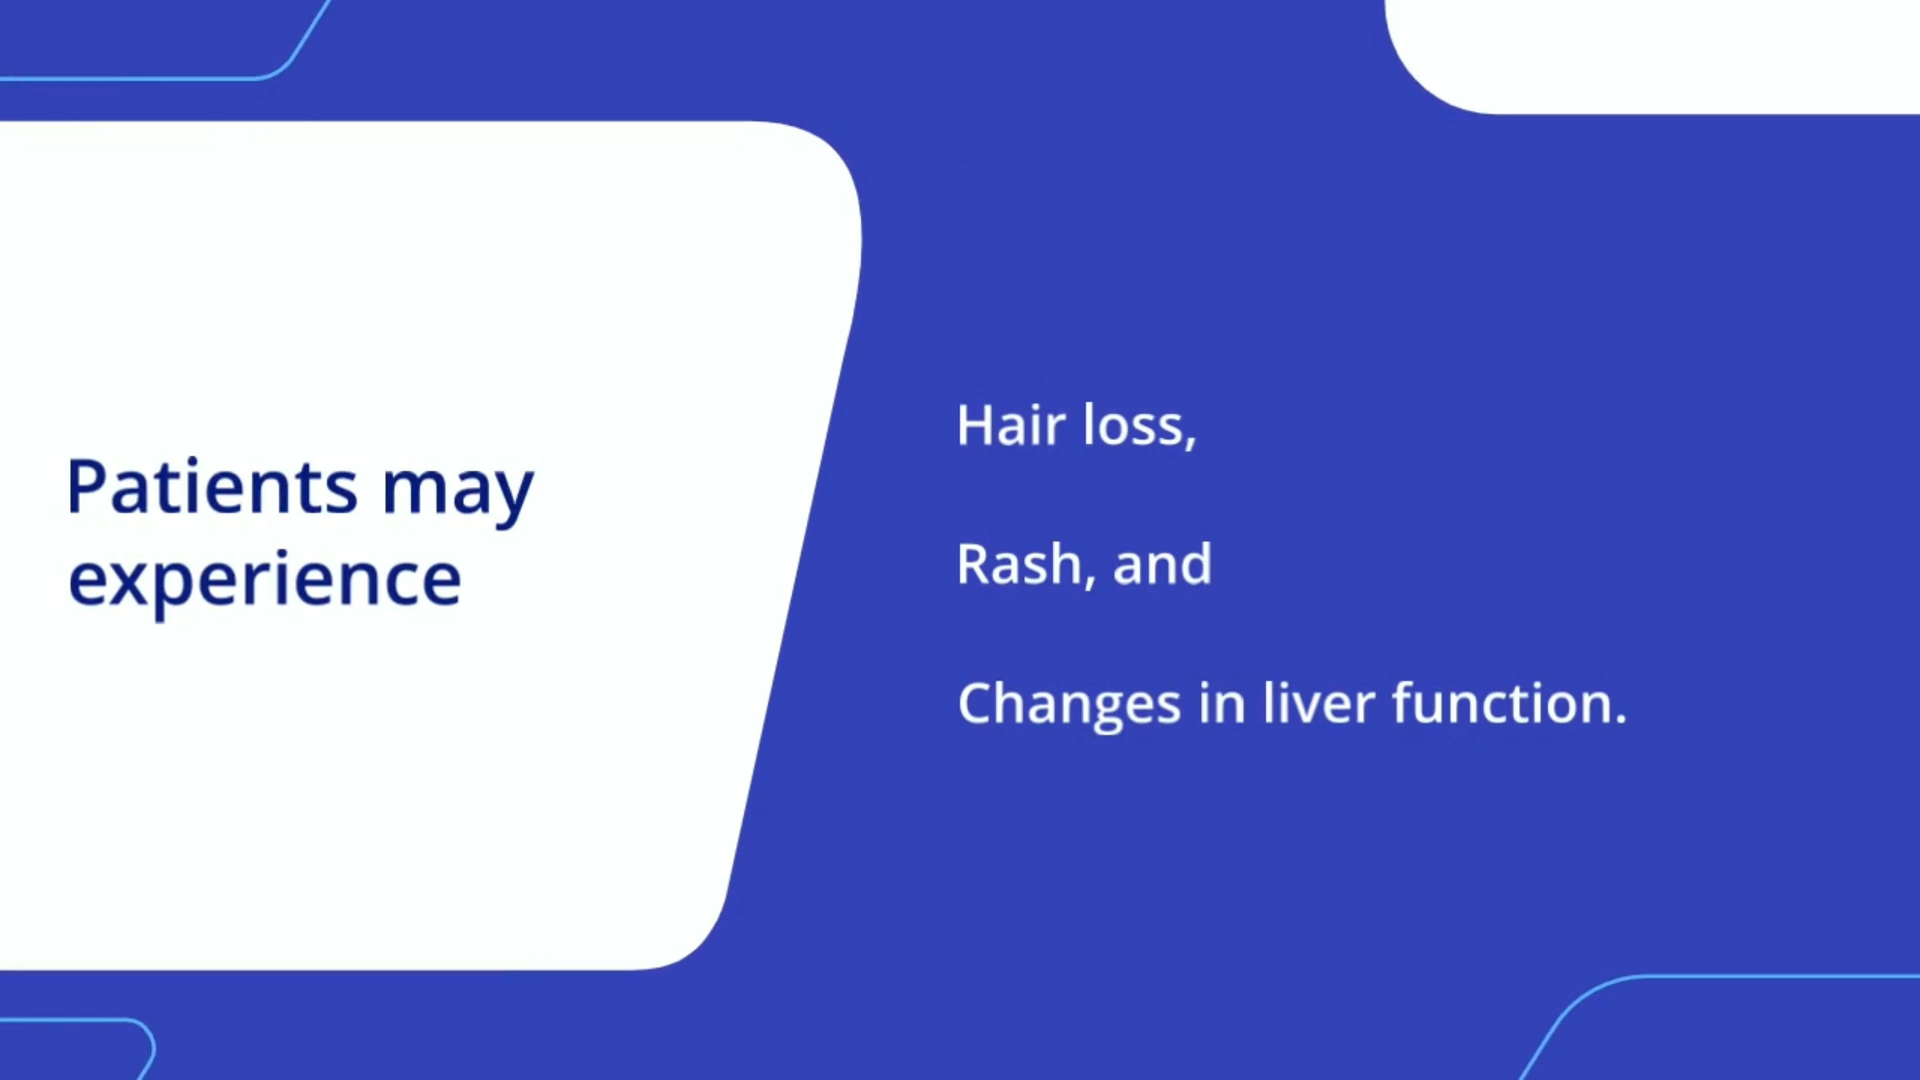 Patients may
experience
Hair loss,
Rash, and
Changes in liver function.